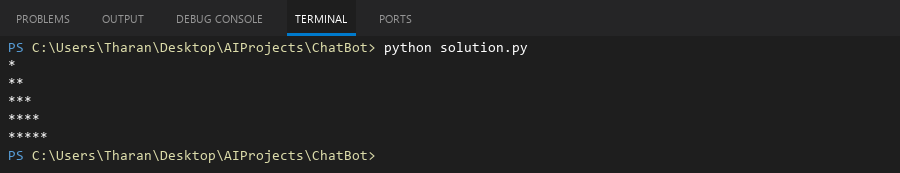 PROBLEMS OUTPUT DEBUG CONSOLE TERMINAL PORTS
PS C:\Users\Tharan\Desktop\AIProjects\ChatBot> python solution.py
*
**
***
****
*****
PS C:\Users\Tharan\Desktop\AIProjects\ChatBot>